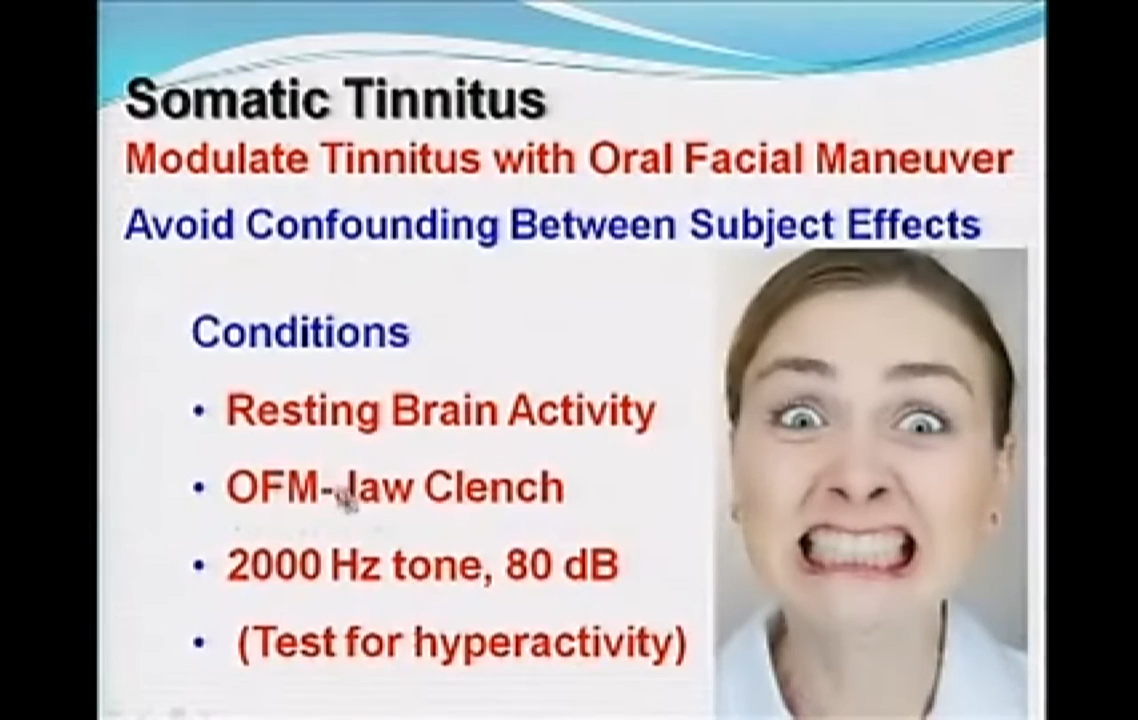 Somatic Tinnitus
Modulate Tinnitus with Oral Facial Maneuver
Avoid Confounding Between Subject Effects
Conditions
• Resting Brain Activity
• OFM-Jaw Clench
• 2000 Hz tone, 80 dB
• (Test for hyperactivity)